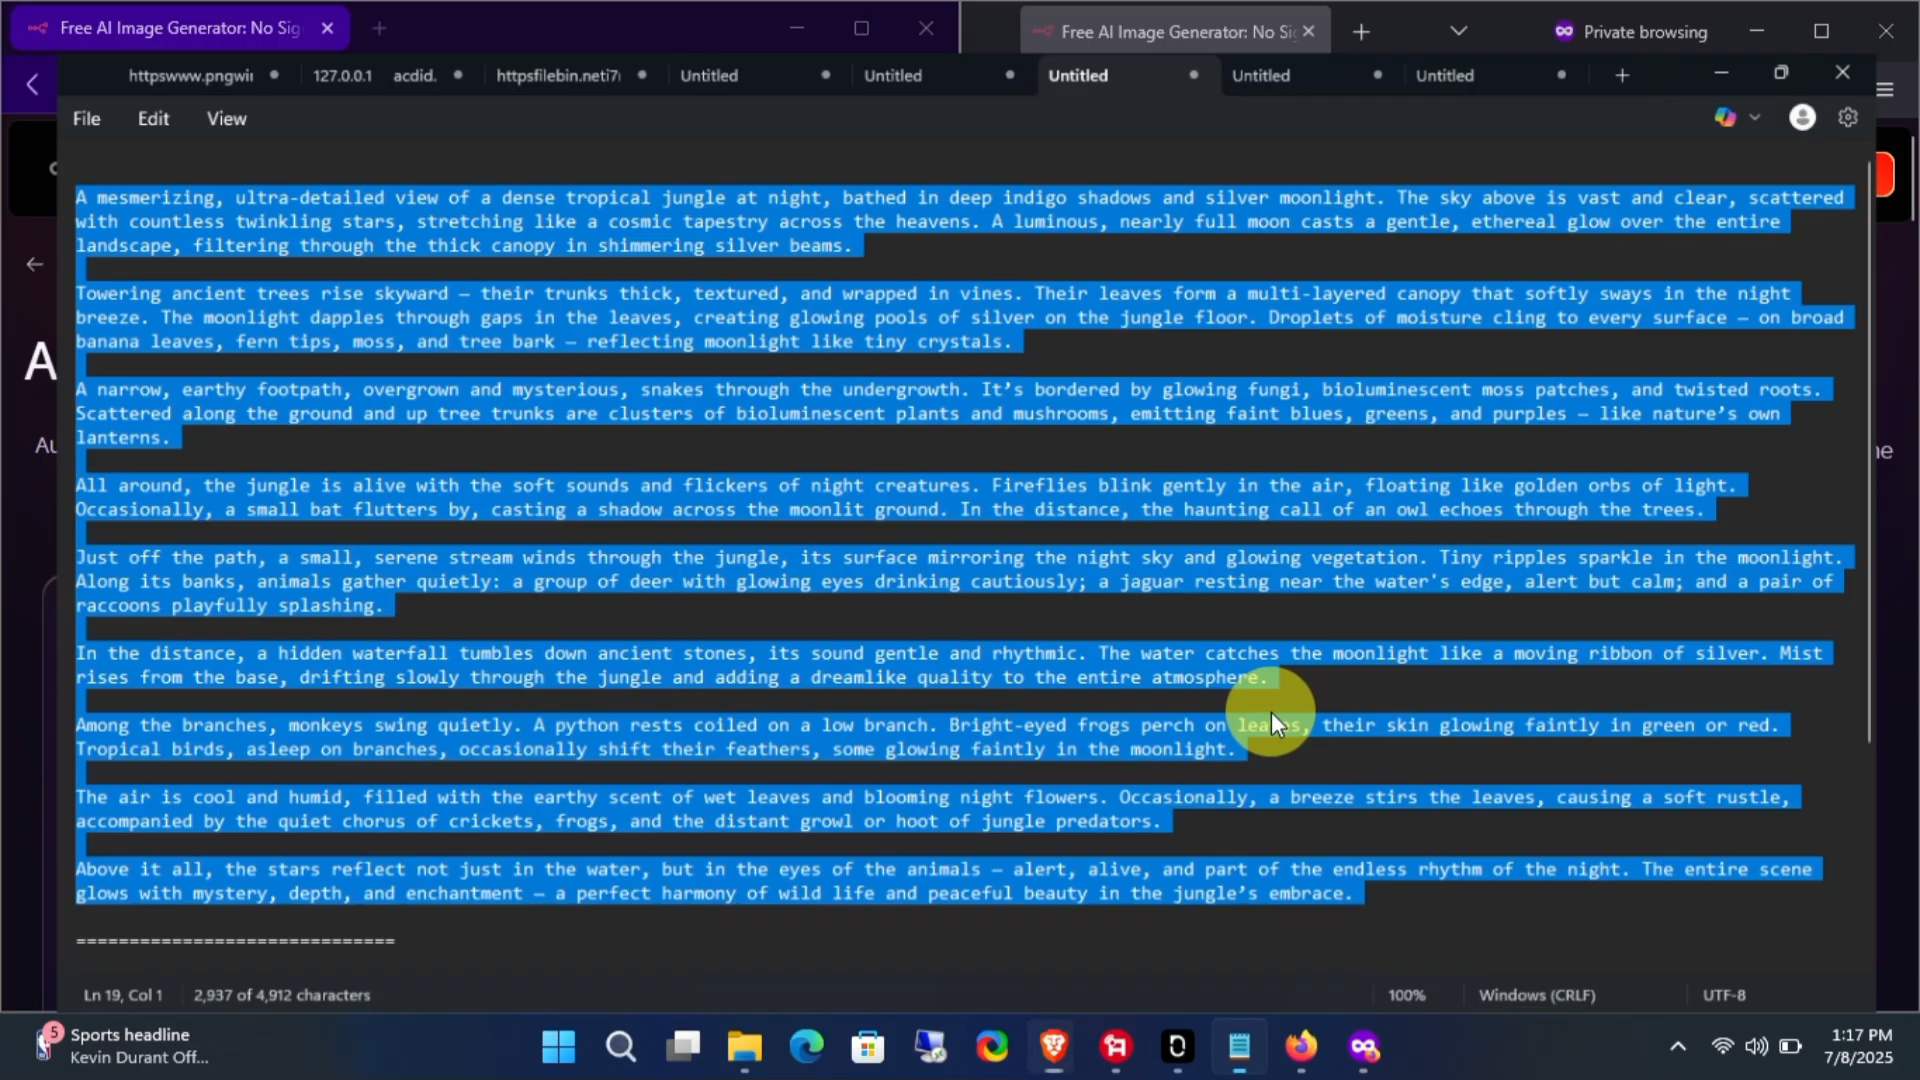 Free AI Image Generator: No Sig
Free AI Image Generator: No Sig
Private browsing
httpswww.pngwii
127.0.0.1 acdid.
httpsfilebin.neti7i
Untitled
Untitled
Untitled
Untitled
Untitled
File
Edit
View
A mesmerizing, ultra-detailed view of a dense tropical jungle at night, bathed in deep indigo shadows and silver moonlight. The sky above is vast and clear, scattered
with countless twinkling stars, stretching like a cosmic tapestry across the heavens. A luminous, nearly full moon casts a gentle, ethereal glow over the entire
landscape, filtering through the thick canopy in shimmering silver beams.
Towering ancient trees rise skyward — their trunks thick, textured, and wrapped in vines. Their leaves form a multi-layered canopy that softly sways in the night
breeze. The moonlight dapples through gaps in the leaves, creating glowing pools of silver on the jungle floor. Droplets of moisture cling to every surface — on broad
banana leaves, fern tips, moss, and tree bark — reflecting moonlight like tiny crystals.
A narrow, earthy footpath, overgrown and mysterious, snakes through the undergrowth. It’s bordered by glowing fungi, bioluminescent moss patches, and twisted roots.
Scattered along the ground and up tree trunks are clusters of bioluminescent plants and mushrooms, emitting faint blues, greens, and purples — like nature’s own
lanterns.
All around, the jungle is alive with the soft sounds and flickers of night creatures. Fireflies blink gently in the air, floating like golden orbs of light.
Occasionally, a small bat flutters by, casting a shadow across the moonlit ground. In the distance, the haunting call of an owl echoes through the trees.
Just off the path, a small, serene stream winds through the jungle, its surface mirroring the night sky and glowing vegetation. Tiny ripples sparkle in the moonlight.
Along its banks, animals gather quietly: a group of deer with glowing eyes drinking cautiously; a jaguar resting near the water's edge, alert but calm; and a pair of
raccoons playfully splashing.
In the distance, a hidden waterfall tumbles down ancient stones, its sound gentle and rhythmic. The water catches the moonlight like a moving ribbon of silver. Mist
rises from the base, drifting slowly through the jungle and adding a dreamlike quality to the entire atmosphere.
Among the branches, monkeys swing quietly. A python rests coiled on a low branch. Bright-eyed frogs perch on leaves, their skin glowing faintly in green or red.
Tropical birds, asleep on branches, occasionally shift their feathers, some glowing faintly in the moonlight.
The air is cool and humid, filled with the earthy scent of wet leaves and blooming night flowers. Occasionally, a breeze stirs the leaves, causing a soft rustle,
accompanied by the quiet chorus of crickets, frogs, and the distant growl or hoot of jungle predators.
Above it all, the stars reflect not just in the water, but in the eyes of the animals — alert, alive, and part of the endless rhythm of the night. The entire scene
glows with mystery, depth, and enchantment — a perfect harmony of wild life and peaceful beauty in the jungle’s embrace.
==============================
A
Au
ne
Ln 19, Col 1
2,937 of 4,912 characters
100%
Windows (CRLF)
UTF-8
5
Sports headline
Kevin Durant Off...
1:17 PM
7/8/2025